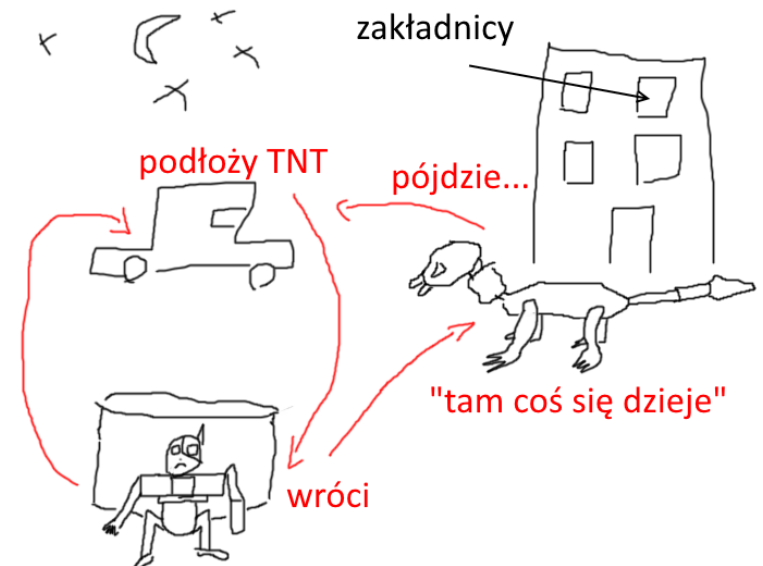 zakładnicy
podłoży TNT
pójdzie...
"tam coś się dzieje"
wróci